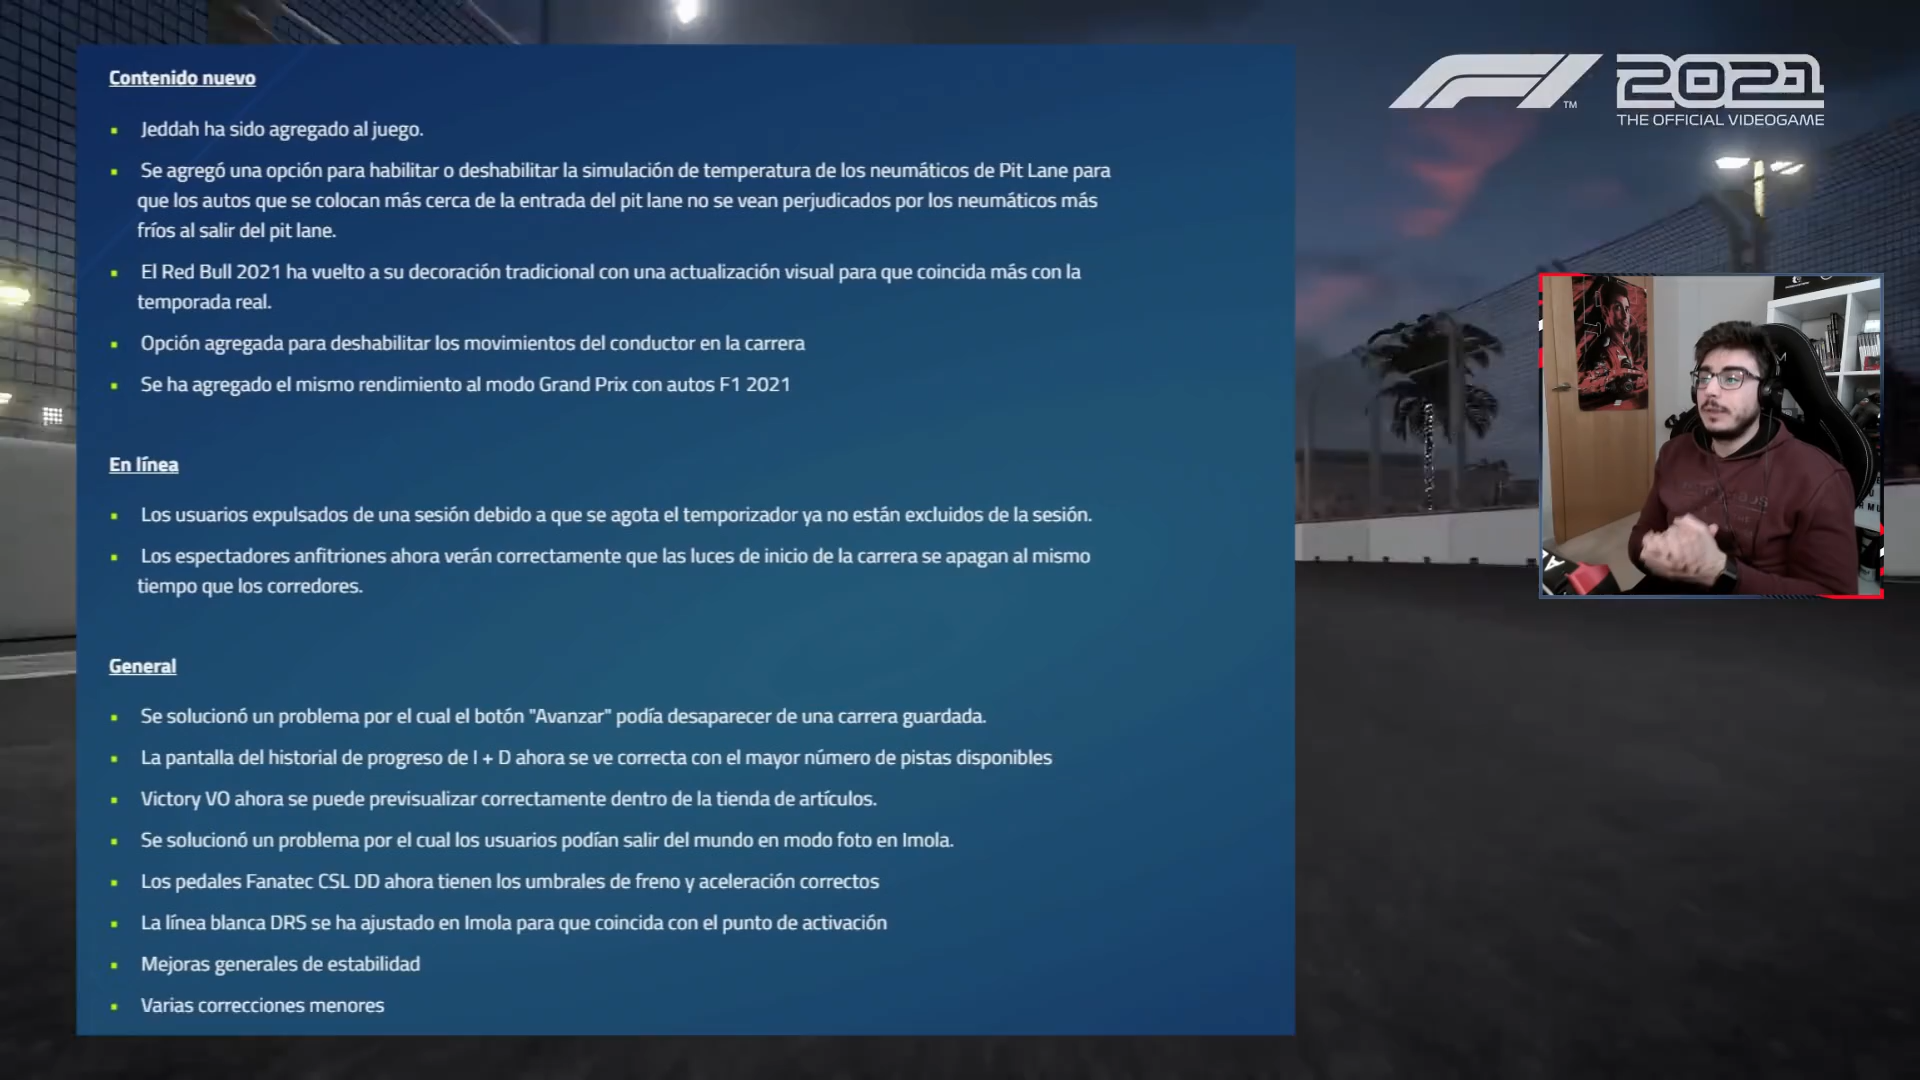 Contenido nuevo
Jeddah ha sido agregado al juego.
Se agregó una opción para habilitar o deshabilitar la simulación de temperatura de los neumáticos de Pit Lane para
que los autos que se colocan más cerca de la entrada del pit lane no se vean perjudicados por los neumáticos más
fríos al salir del pit lane.
El Red Bull 2021 ha vuelto a su decoración tradicional con una actualización visual para que coincida más con la
temporada real.
Opción agregada para deshabilitar los movimientos del conductor en la carrera
Se ha agregado el mismo rendimiento al modo Grand Prix con autos F1 2021
En línea
Los usuarios expulsados de una sesión debido a que se agota el temporizador ya no están excluidos de la sesión.
Los espectadores anfitriones ahora verán correctamente que las luces de inicio de la carrera se apagan al mismo
tiempo que los corredores.
General
Se solucionó un problema por el cual el botón "Avanzar" podía desaparecer de una carrera guardada.
La pantalla del historial de progreso de I + D ahora se ve correcta con el mayor número de pistas disponibles
Victory VO ahora se puede previsualizar correctamente dentro de la tienda de artículos.
Se solucionó un problema por el cual los usuarios podían salir del mundo en modo foto en Imola.
Los pedales Fanatec CSL DD ahora tienen los umbrales de freno y aceleración correctos
La línea blanca DRS se ha ajustado en Imola para que coincida con el punto de activación
Mejoras generales de estabilidad
Varias correcciones menores
F1 TM 2021
THE OFFICIAL VIDEOGAME